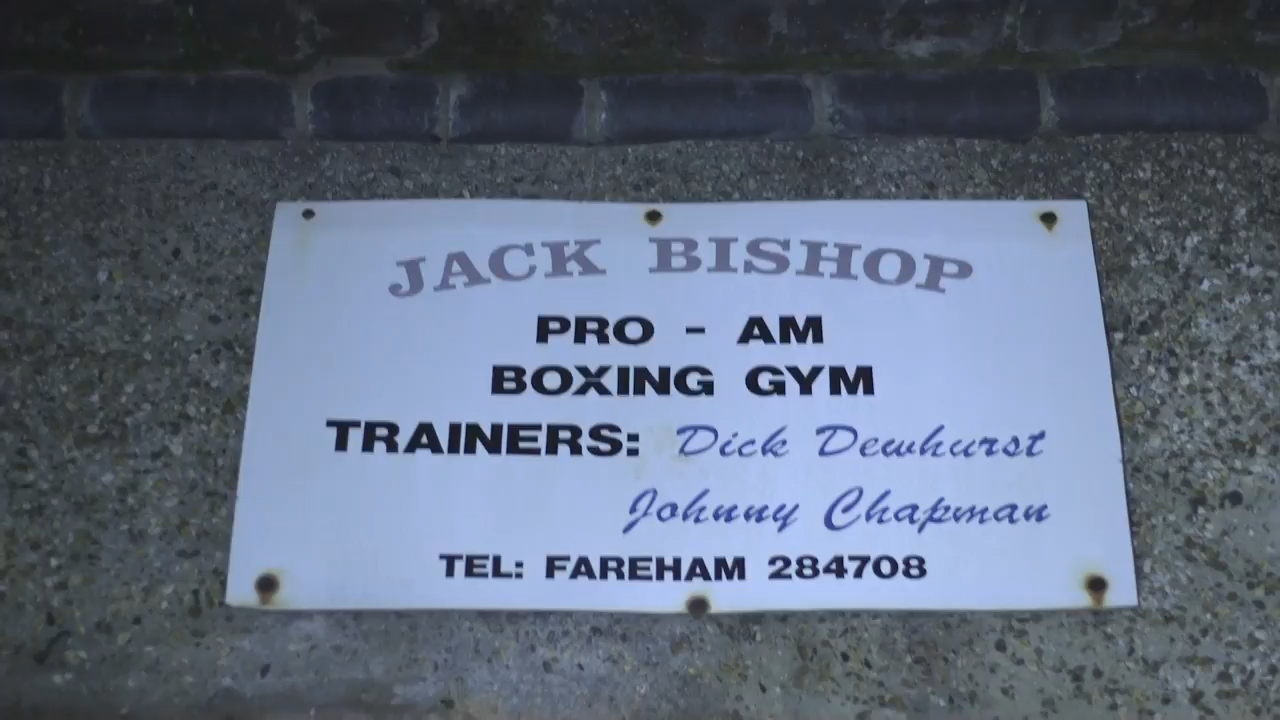 JACK BISHOP
PRO - AM
BOXING GYM
TRAINERS: Dick Dewhurst
Johnny Chapman
TEL: FAREHAM 284708